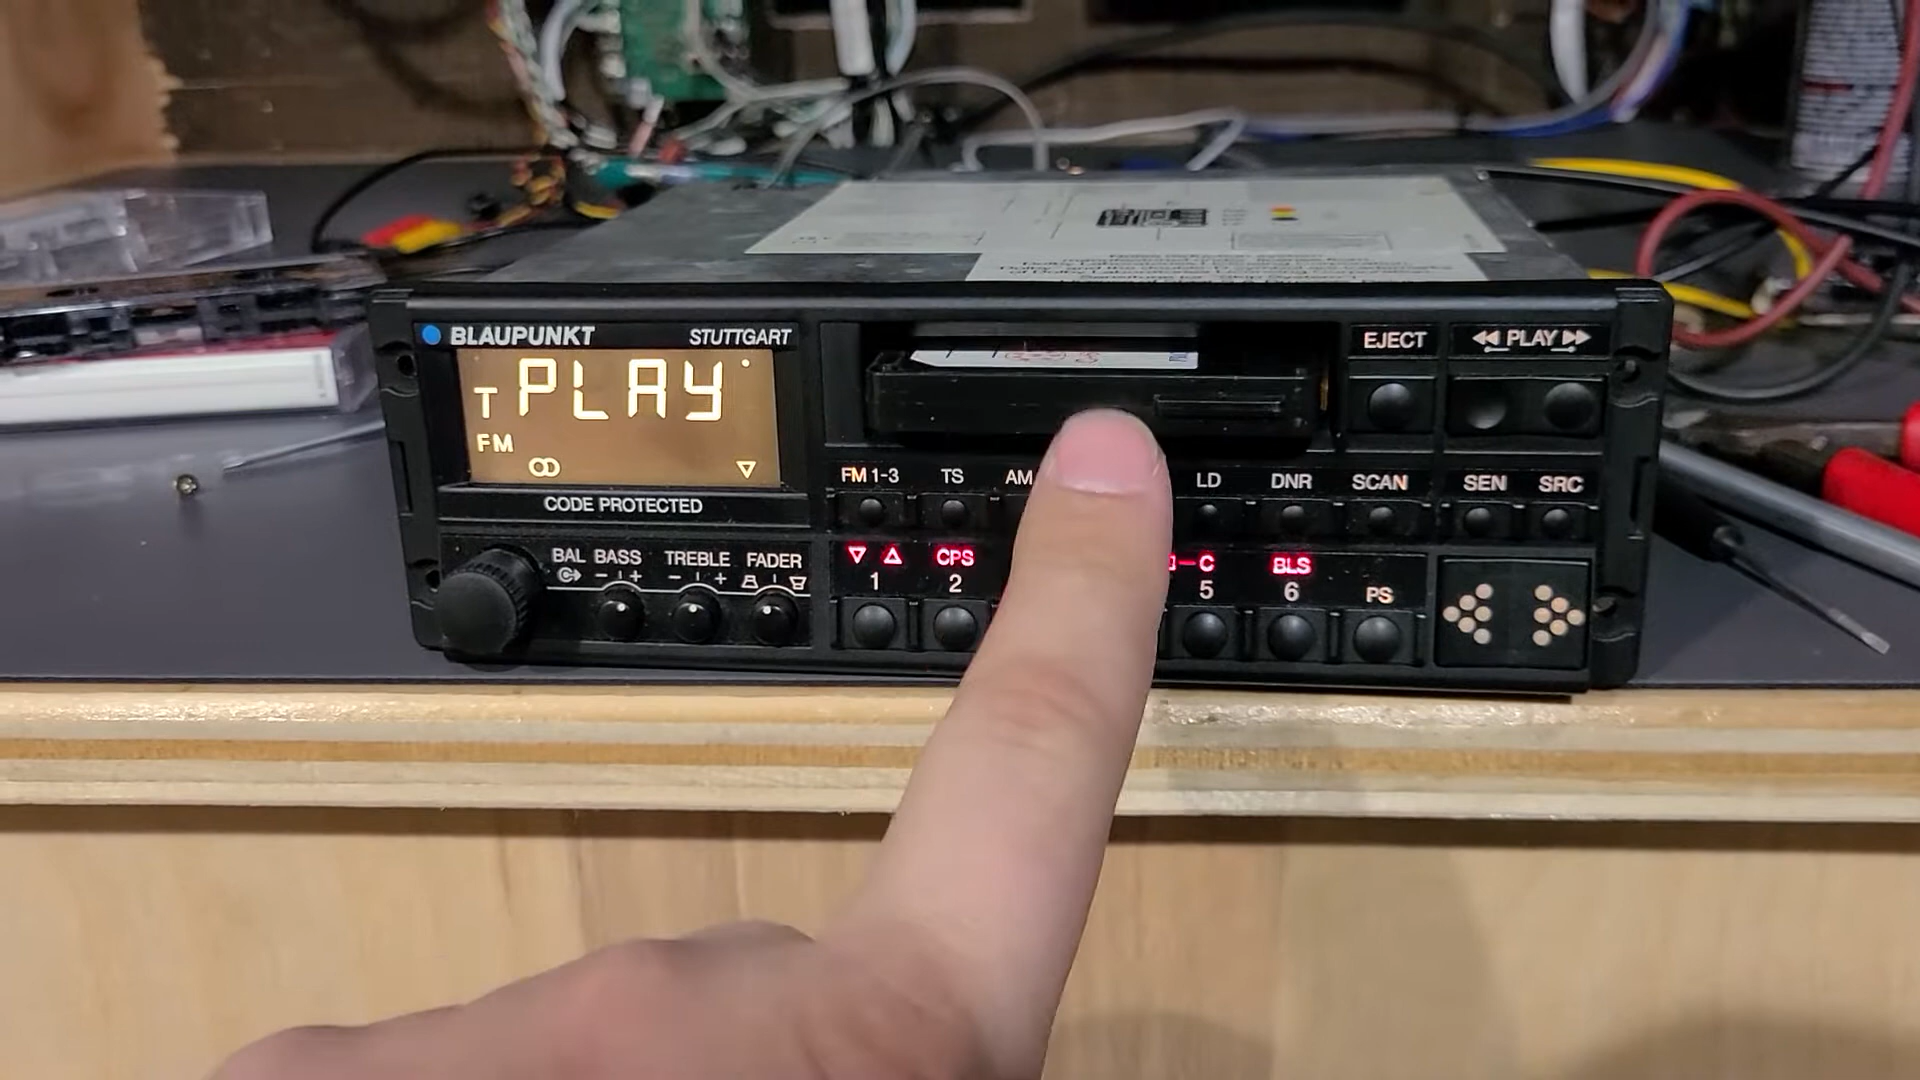 BLAUPUNKT STUTTGART
T PLAY
FM
CODE PROTECTED
BAL BASS TREBLE FADER
− + − +
EJECT
PLAY
FM 1-3 TS AM LD DNR SCAN SEN SRC
CPS C BLS
1 2 5 6 PS